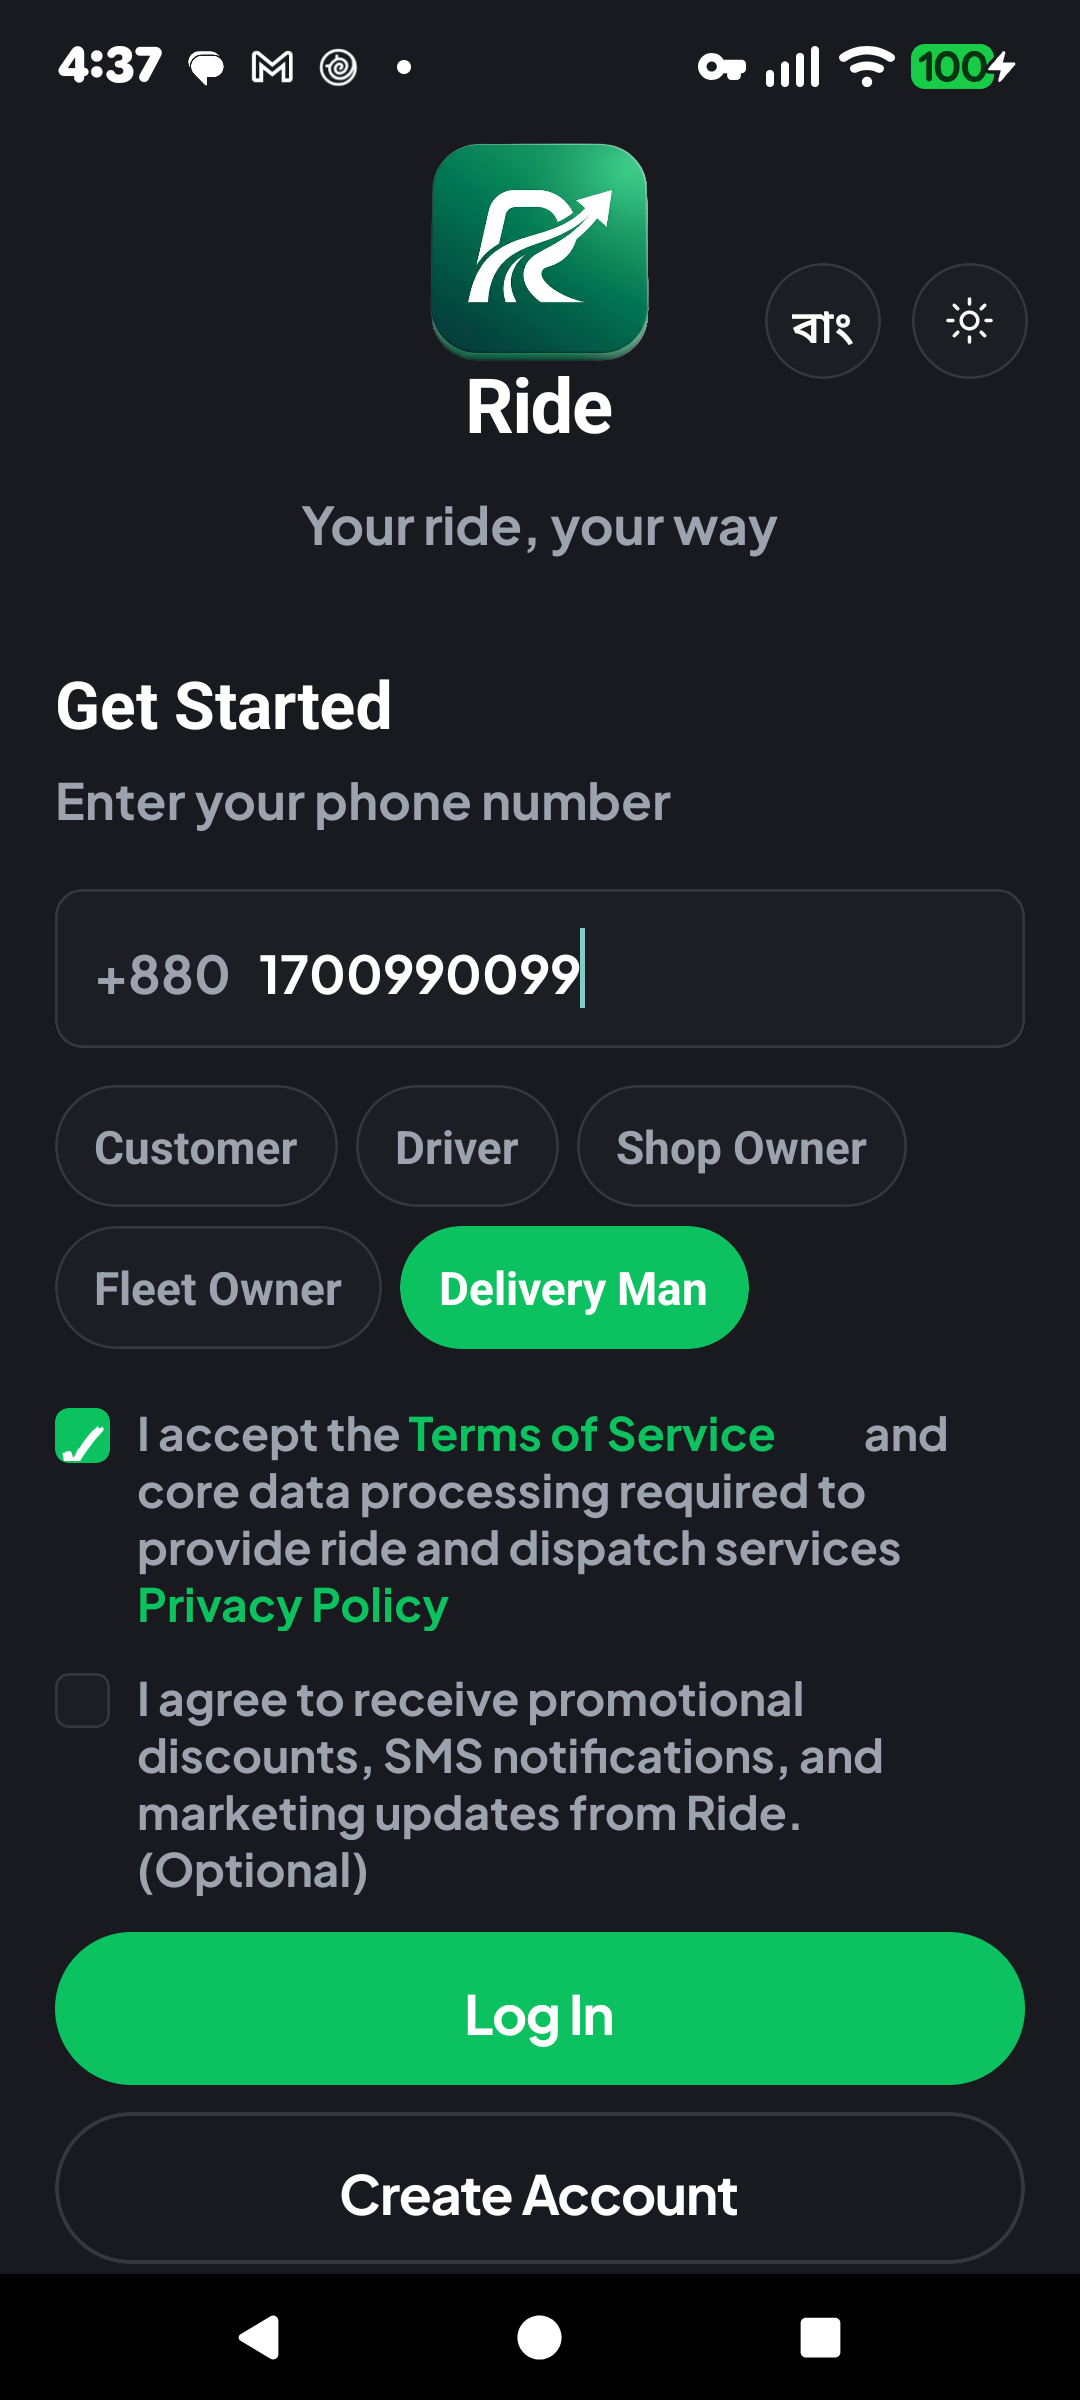 4:37
100
বাং
Ride
Your ride, your way
Get Started
Enter your phone number
+880 1700990099
Customer
Driver
Shop Owner
Fleet Owner
Delivery Man
I accept the Terms of Service and
core data processing required to
provide ride and dispatch services
Privacy Policy
I agree to receive promotional
discounts, SMS notifications, and
marketing updates from Ride.
(Optional)
Log In
Create Account